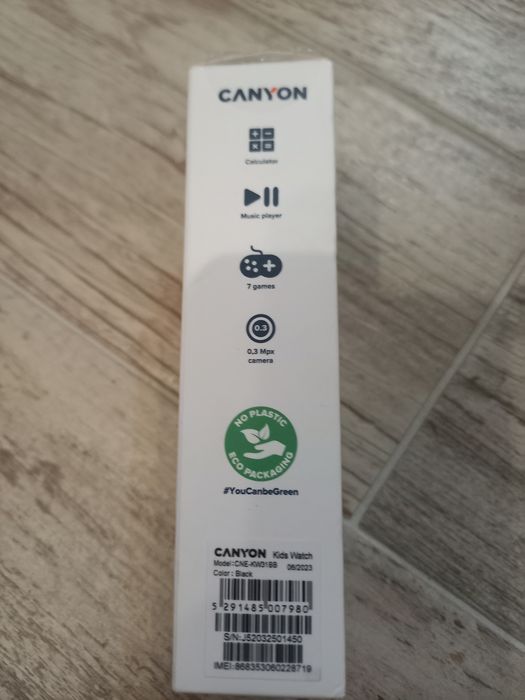 CANYON
Calculator
Music player
7 games
0.3
0,3 Mpx
camera
NO PLASTIC
ECO PACKAGING
#YouCanbeGreen
CANYON Kids Watch
Model:CNE-KW31BB 06/2023
Color : Black
5 291485 007980
S/N:J52032501450
IMEI:868353060228719